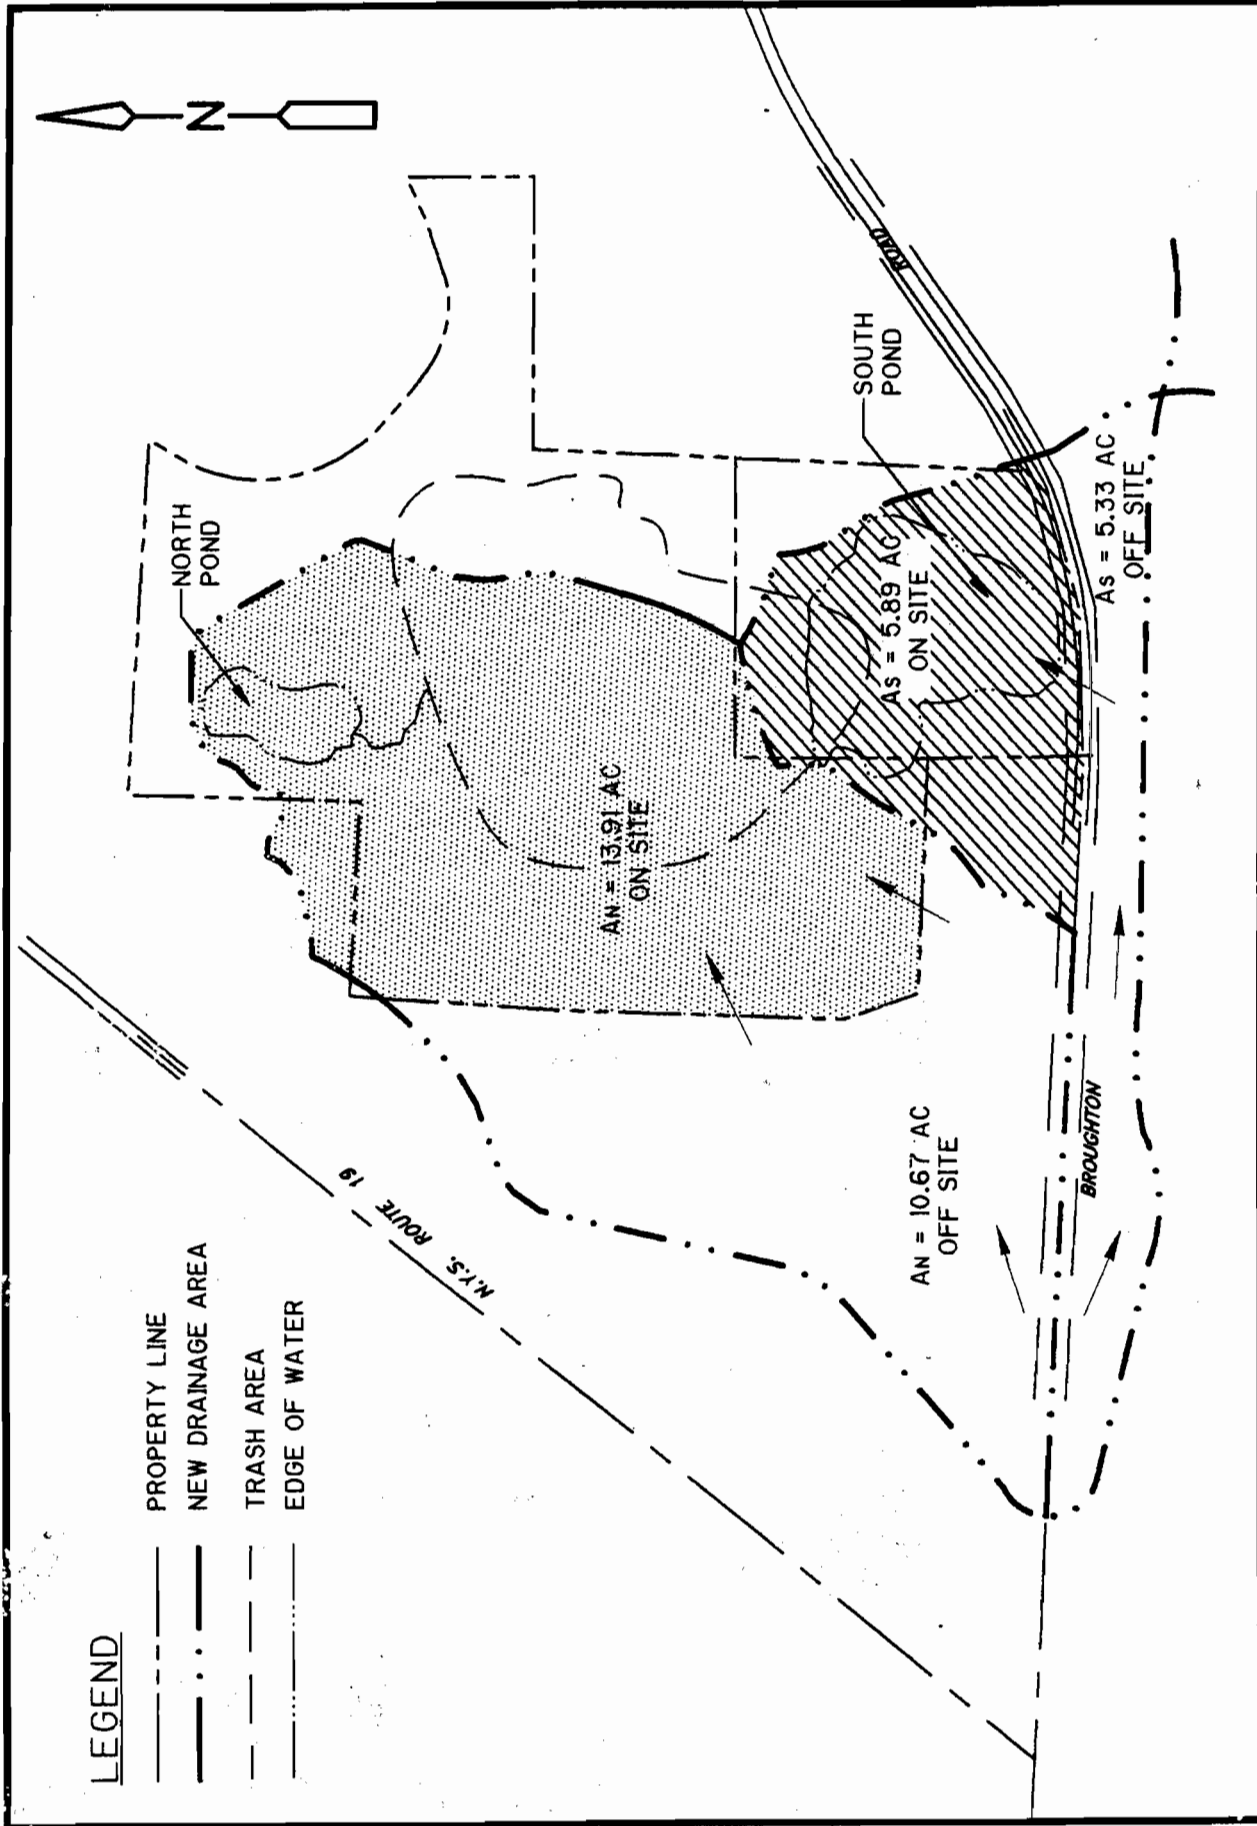 LEGEND
PROPERTY LINE
NEW DRAINAGE AREA
TRASH AREA
EDGE OF WATER
N
NORTH
POND
SOUTH
POND
N.Y.S. ROUTE 19
AN = 13.91 AC
ON SITE
AN = 10.67 AC
OFF SITE
AS = 5.89 AC
ON SITE
AS = 5.33 AC
OFF SITE
BROUGHTON
ROAD